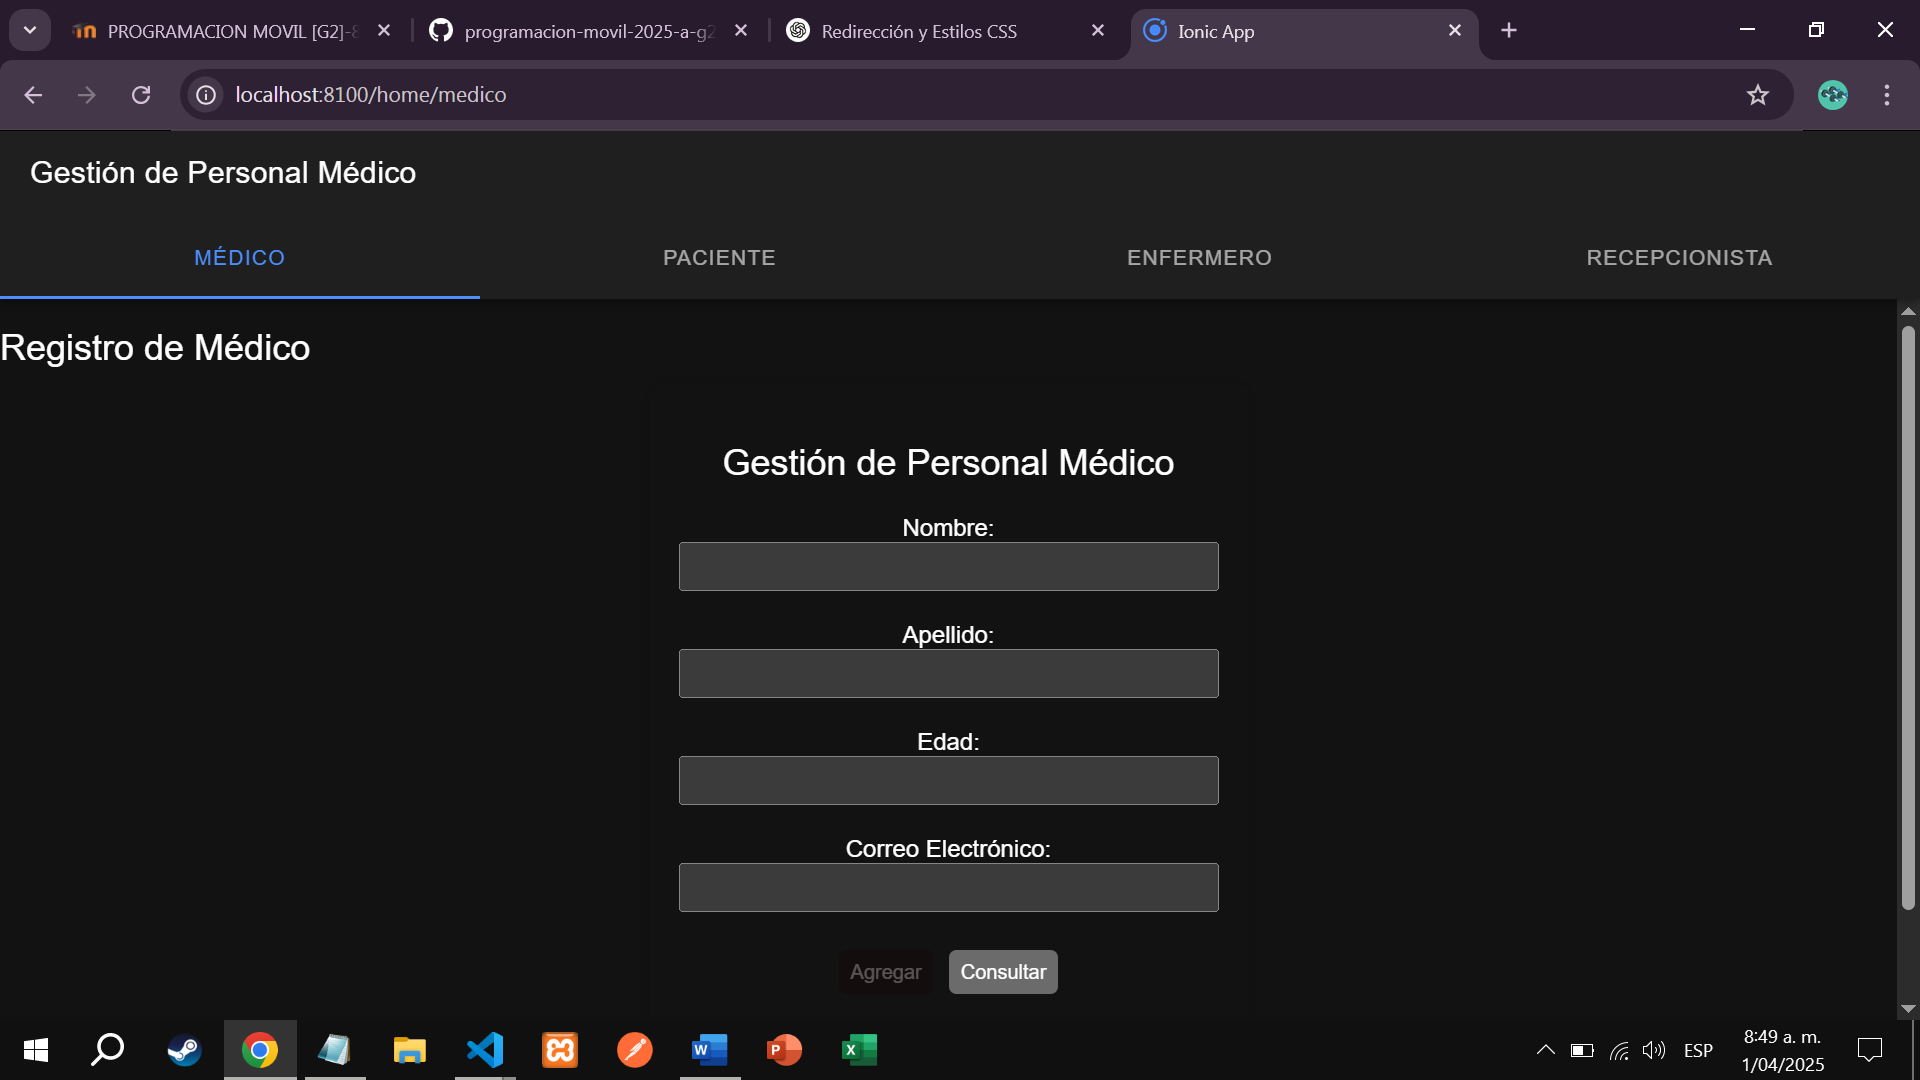 PROGRAMACION MOVIL [G2]-8
programacion-movil-2025-a-g2
Redirección y Estilos CSS
Ionic App
localhost:8100/home/medico
Gestión de Personal Médico
MÉDICO
PACIENTE
ENFERMERO
RECEPCIONISTA
Registro de Médico
Gestión de Personal Médico
Nombre:
Apellido:
Edad:
Correo Electrónico:
Agregar
Consultar
ESP
8:49 a. m.
1/04/2025